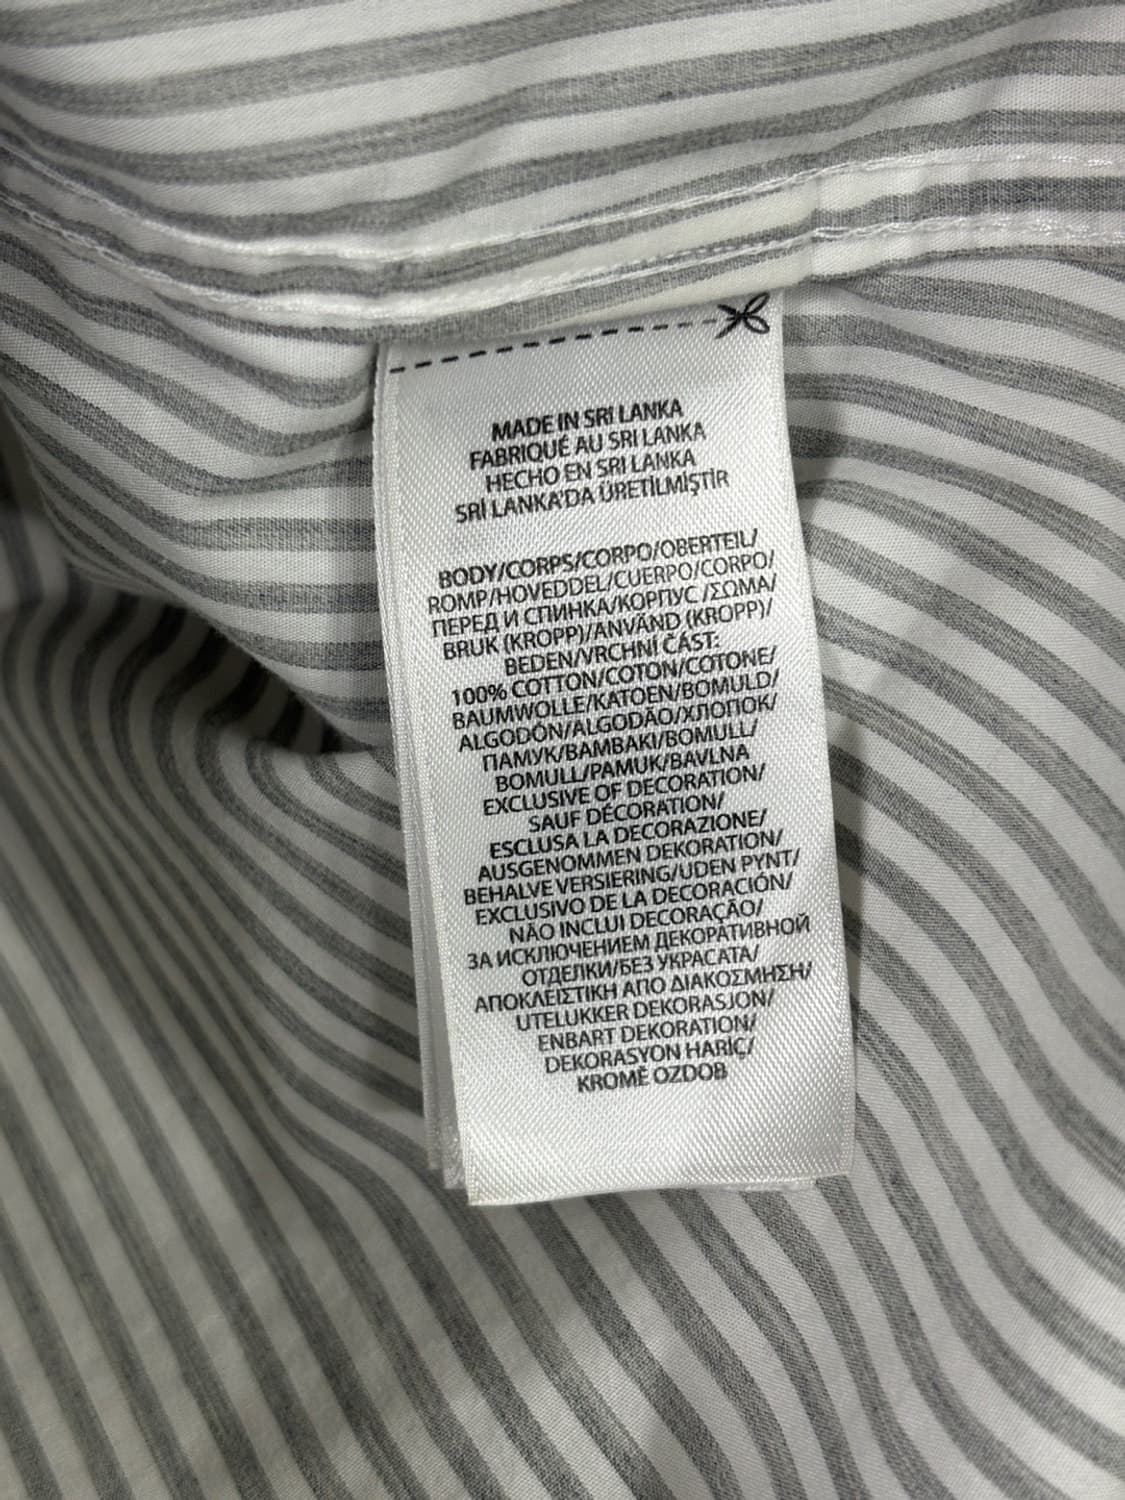 MADE IN SRI LANKA
FABRIQUÉ AU SRI LANKA
HECHO EN SRI LANKA
SRİ LANKA'DA ÜRETİLMİŞTİR
BODY/CORPS/CORPO/OBERTEIL/
ROMP/HOVEDDEL/CUERPO/CORPO/
ПЕРЕД И СПИНКА/КОРПУС /ΣΩΜΑ/
BRUK (KROPP)/ANVÄND (KROPP)/
BEDEN/VRCHNÍ ČÁST:
100% COTTON/COTON/COTONE/
BAUMWOLLE/KATOEN/BOMULD/
ALGODÓN/ALGODÃO/ХЛОПОК/
ПАМУК/ΒΑΜΒΑΚΙ/BOMULL/
BOMULL/PAMUK/BAVLNA
EXCLUSIVE OF DECORATION/
SAUF DÉCORATION/
ESCLUSA LA DECORAZIONE/
AUSGENOMMEN DEKORATION/
BEHALVE VERSIERING/UDEN PYNT/
EXCLUSIVO DE LA DECORACIÓN/
NÃO INCLUI DECORAÇÃO/
ЗА ИСКЛЮЧЕНИЕМ ДЕКОРАТИВНОЙ
ОТДЕЛКИ/БЕЗ УКРАСАТА/
ΑΠΟΚΛΕΙΣΤΙΚΗ ΑΠΟ ΔΙΑΚΟΣΜΗΣΗ/
UTELUKKER DEKORASJON/
ENBART DEKORATION/
DEKORASYON HARİÇ/
KROMĚ OZDOB